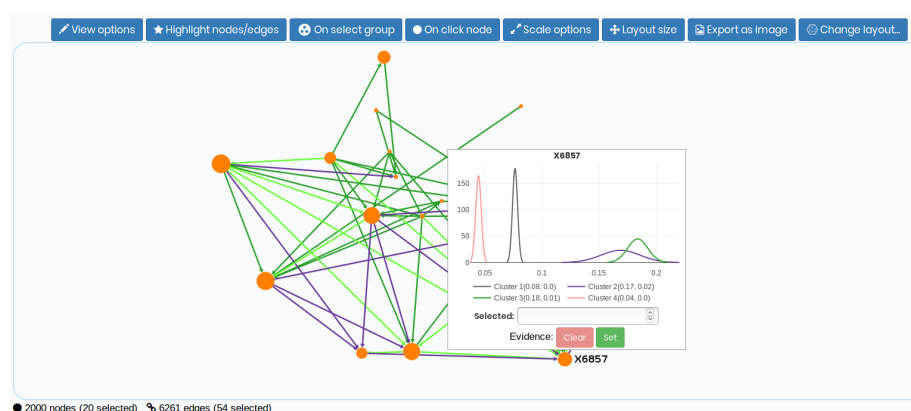 View options Highlight nodes/edges On select group On click node Scale options Layout size Export as image Change layout...
X6857
150
100
50
0
0.05 0.1 0.15 0.2
Cluster 1(0.08, 0.0) Cluster 2(0.17, 0.02)
Cluster 3(0.18, 0.01) Cluster 4(0.04, 0.0)
Selected:
Evidence: Clear Set
X6857
2000 nodes (20 selected) 6261 edges (54 selected)